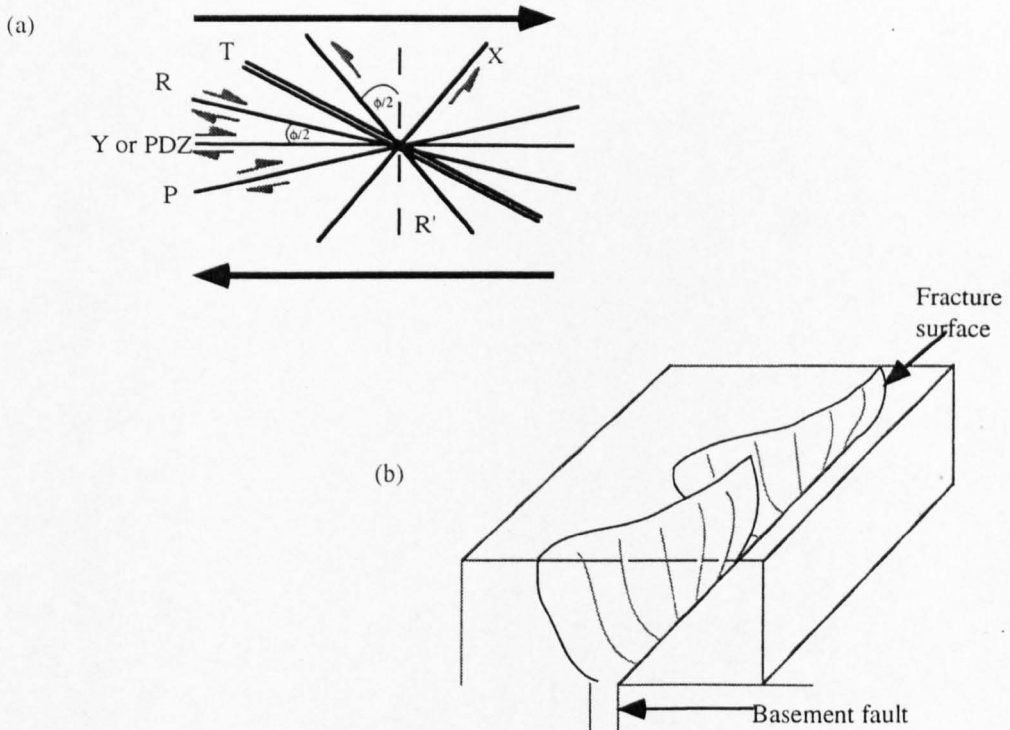 (a)
T
X
R
φ/2
φ/2
Y or PDZ
P
R'
Fracture
surface
(b)
Basement fault